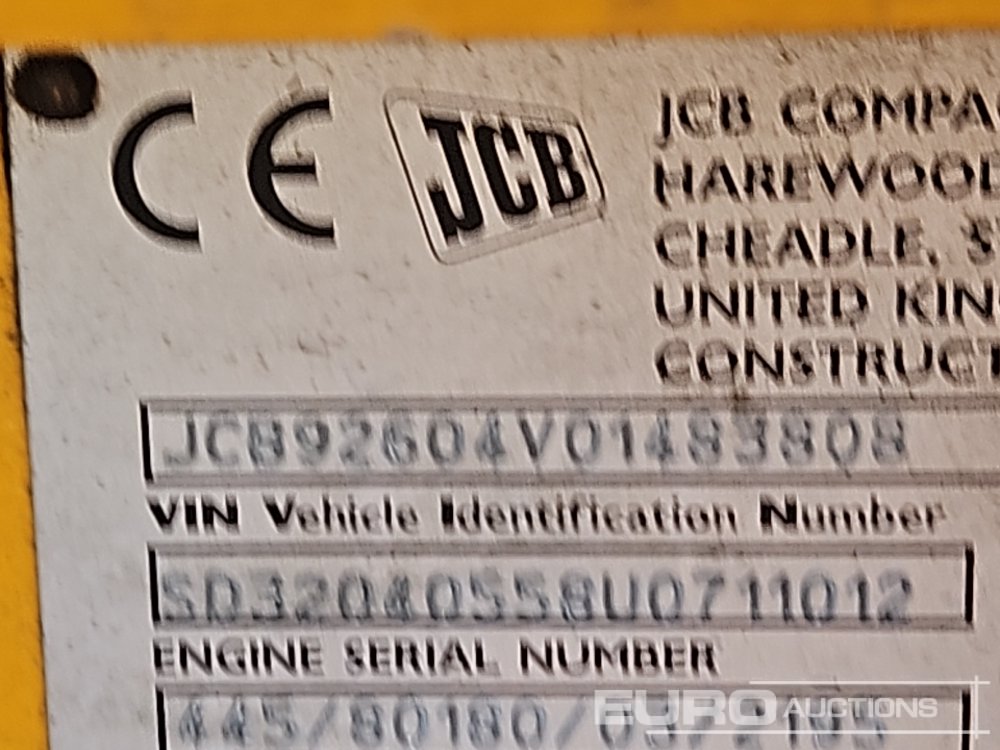 CE JCB
JCB COMPA
HAREWOOD
CHEADLE, S
UNITED KIN
CONSTRUCT
JCB92604V01483808
VIN Vehicle Identification Number
SD32040558U0711012
ENGINE SERIAL NUMBER
EURO AUCTIONS